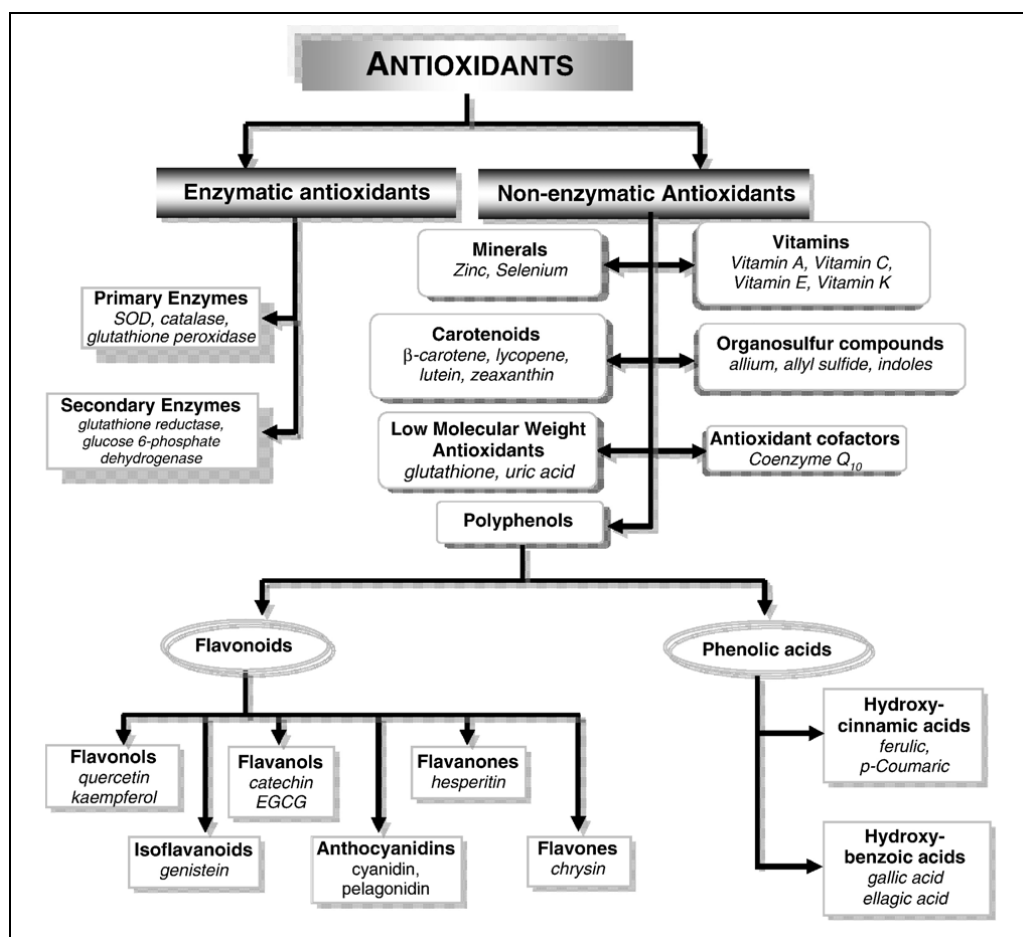 ANTIOXIDANTS
Enzymatic antioxidants
Non-enzymatic Antioxidants
Minerals
Zinc, Selenium
Vitamins
Vitamin A, Vitamin C,
Vitamin E, Vitamin K
Primary Enzymes
SOD, catalase,
glutathione peroxidase
Carotenoids
β-carotene, lycopene,
lutein, zeaxanthin
Organosulfur compounds
allium, allyl sulfide, indoles
Secondary Enzymes
glutathione reductase,
glucose 6-phosphate
dehydrogenase
Low Molecular Weight
Antioxidants
glutathione, uric acid
Antioxidant cofactors
Coenzyme Q10
Polyphenols
Flavonoids
Phenolic acids
Flavonols
quercetin
kaempferol
Flavanols
catechin
EGCG
Flavanones
hesperitin
Isoflavanoids
genistein
Anthocyanidins
cyanidin,
pelagonidin
Flavones
chrysin
Hydroxy-
cinnamic acids
ferulic,
p-Coumaric
Hydroxy-
benzoic acids
gallic acid
ellagic acid